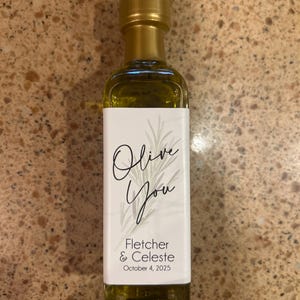 Olive
You
Fletcher
& Celeste
October 4, 2025